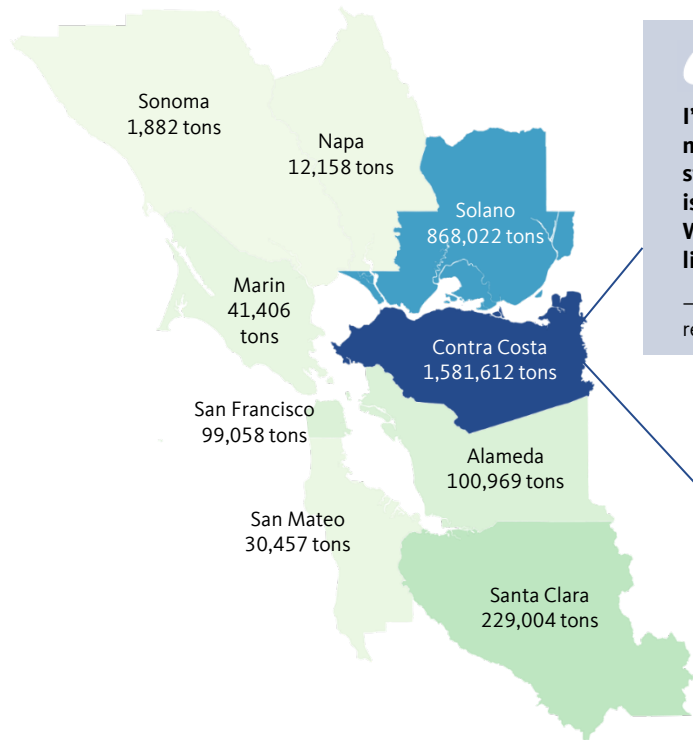 Sonoma
1,882 tons
Napa
12,158 tons
Solano
868,022 tons
Marin
41,406
tons
Contra Costa
1,581,612 tons
San Francisco
99,058 tons
Alameda
100,969 tons
San Mateo
30,457 tons
Santa Clara
229,004 tons